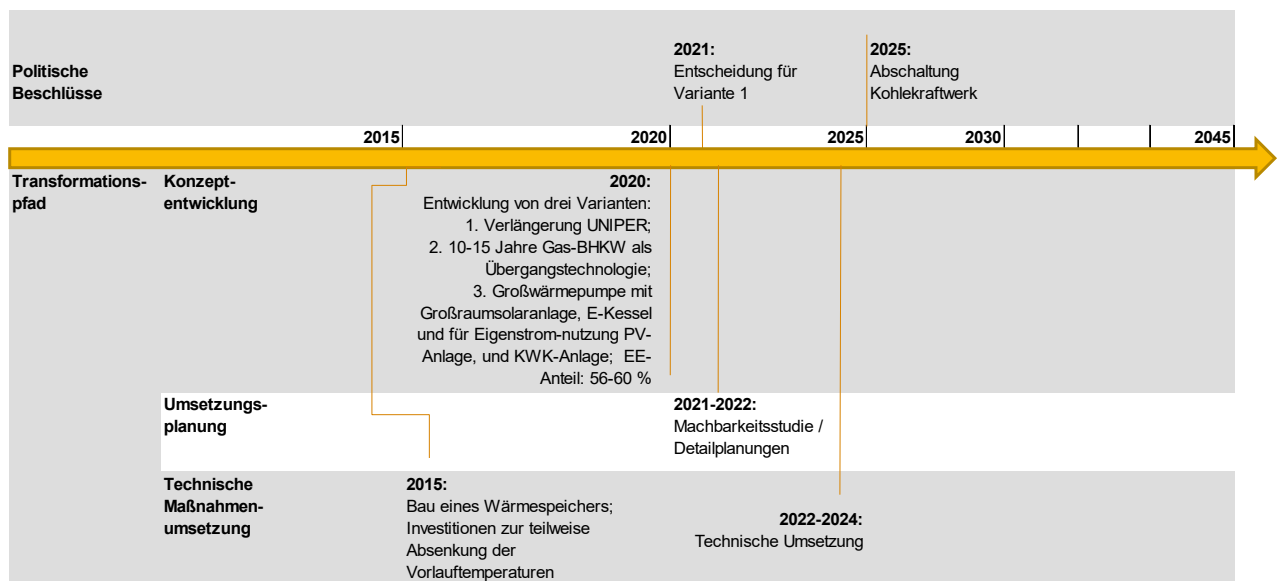 Politische
Beschlüsse
2021:
Entscheidung für
Variante 1
2025:
Abschaltung
Kohlekraftwerk
2015
2020
2025
2030
2045
Transformations-
pfad
Konzept-
entwicklung
2020:
Entwicklung von drei Varianten:
1. Verlängerung UNIPER;
2. 10-15 Jahre Gas-BHKW als
Übergangstechnologie;
3. Großwärmepumpe mit
Großraumsolaranlage, E-Kessel
und für Eigenstrom-nutzung PV-
Anlage, und KWK-Anlage; EE-
Anteil: 56-60 %
Umsetzungs-
planung
2021-2022:
Machbarkeitsstudie /
Detailplanungen
Technische
Maßnahmen-
umsetzung
2015:
Bau eines Wärmespeichers;
Investitionen zur teilweise
Absenkung der
Vorlauftemperaturen
2022-2024:
Technische Umsetzung